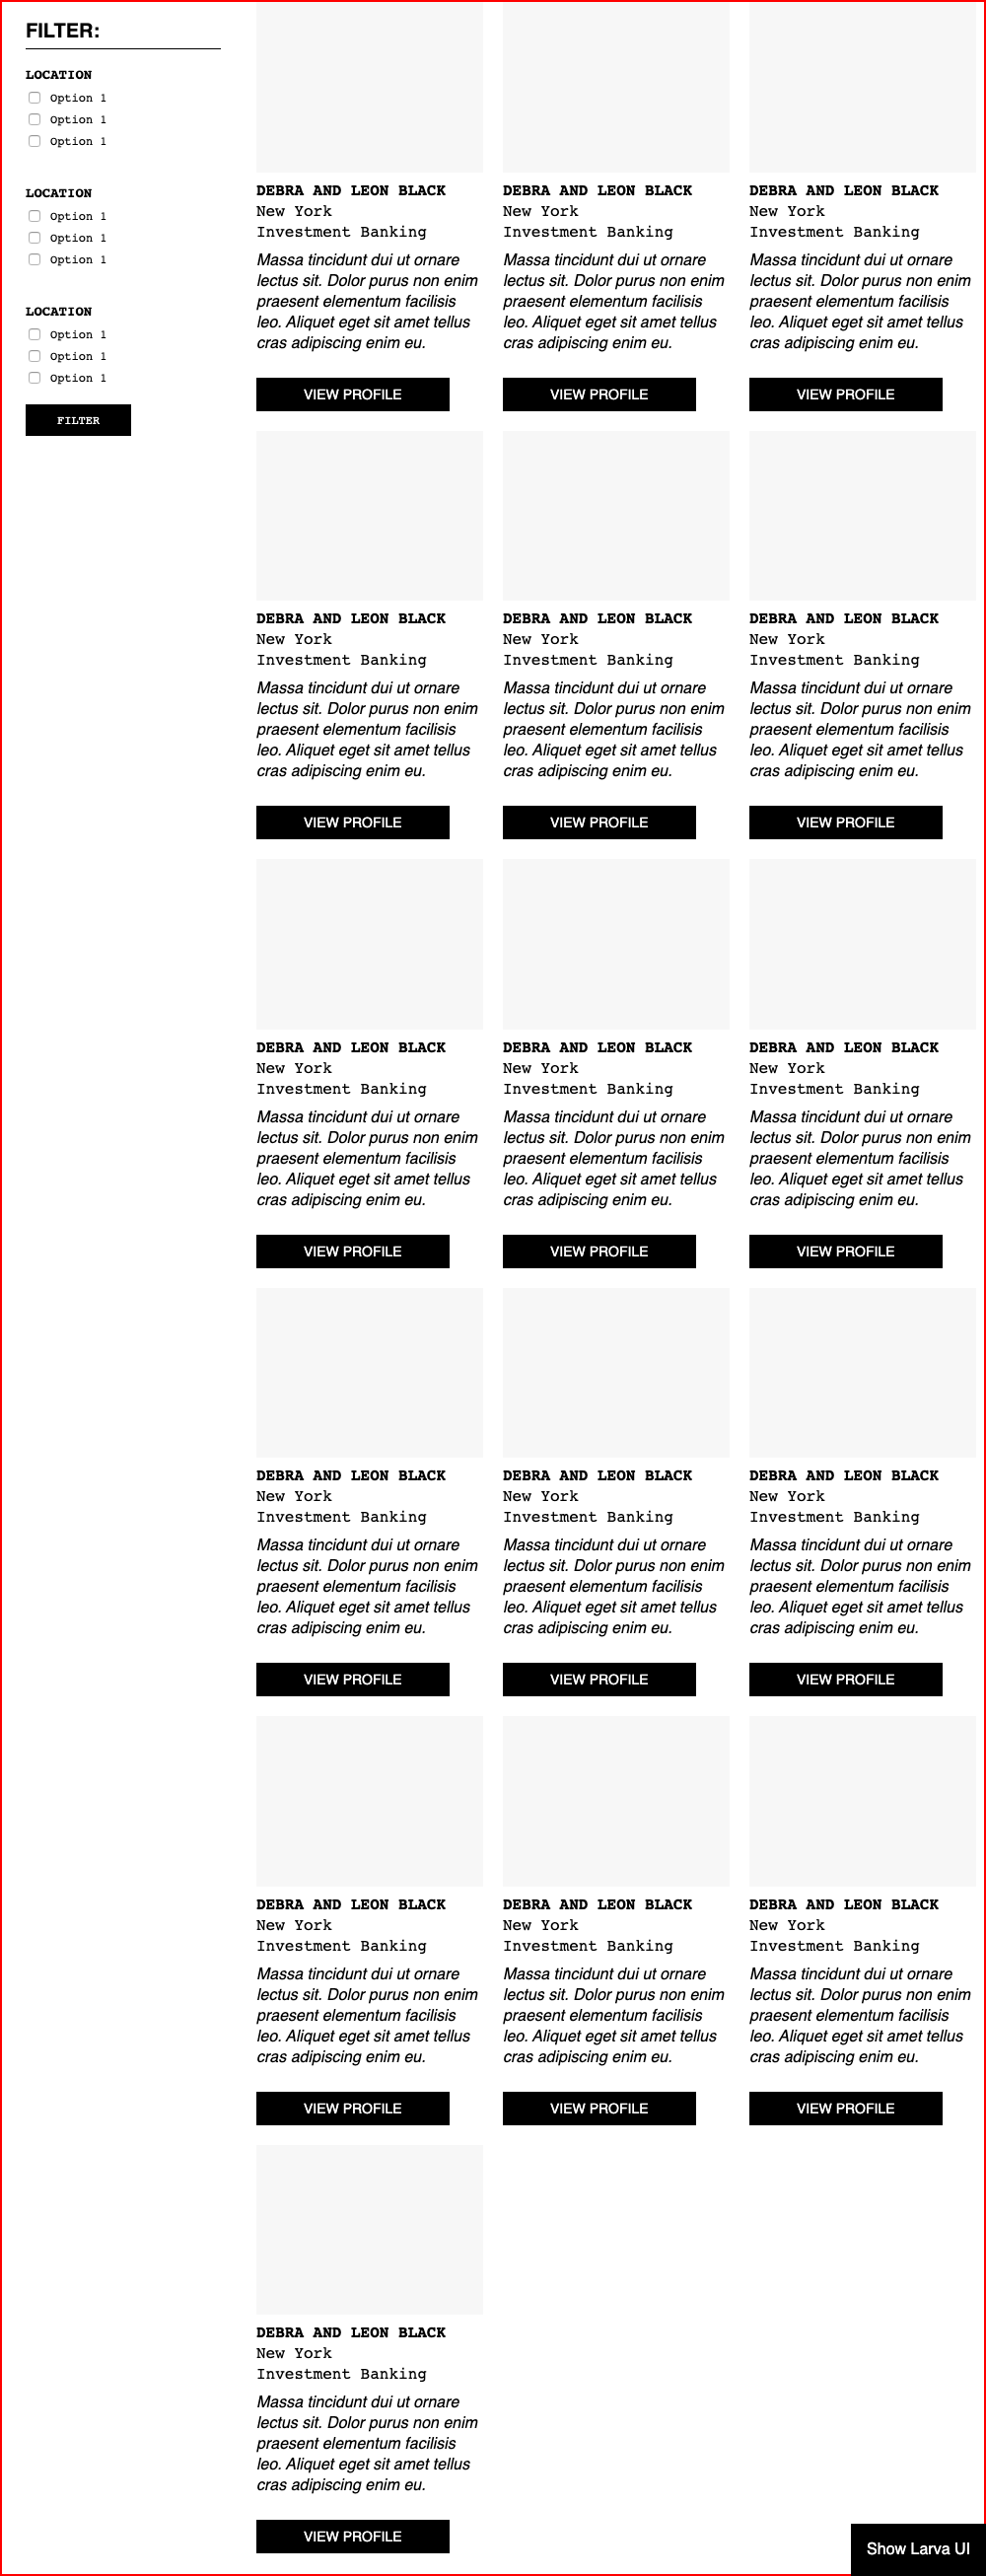 FILTER:
LOCATION
Option 1
Option 1
Option 1
LOCATION
Option 1
Option 1
Option 1
LOCATION
Option 1
Option 1
Option 1
FILTER
DEBRA AND LEON BLACK
New York
Investment Banking
Massa tincidunt dui ut ornare
lectus sit. Dolor purus non enim
praesent elementum facilisis
leo. Aliquet eget sit amet tellus
cras adipiscing enim eu.
VIEW PROFILE
DEBRA AND LEON BLACK
New York
Investment Banking
Massa tincidunt dui ut ornare
lectus sit. Dolor purus non enim
praesent elementum facilisis
leo. Aliquet eget sit amet tellus
cras adipiscing enim eu.
VIEW PROFILE
DEBRA AND LEON BLACK
New York
Investment Banking
Massa tincidunt dui ut ornare
lectus sit. Dolor purus non enim
praesent elementum facilisis
leo. Aliquet eget sit amet tellus
cras adipiscing enim eu.
VIEW PROFILE
DEBRA AND LEON BLACK
New York
Investment Banking
Massa tincidunt dui ut ornare
lectus sit. Dolor purus non enim
praesent elementum facilisis
leo. Aliquet eget sit amet tellus
cras adipiscing enim eu.
VIEW PROFILE
DEBRA AND LEON BLACK
New York
Investment Banking
Massa tincidunt dui ut ornare
lectus sit. Dolor purus non enim
praesent elementum facilisis
leo. Aliquet eget sit amet tellus
cras adipiscing enim eu.
VIEW PROFILE
DEBRA AND LEON BLACK
New York
Investment Banking
Massa tincidunt dui ut ornare
lectus sit. Dolor purus non enim
praesent elementum facilisis
leo. Aliquet eget sit amet tellus
cras adipiscing enim eu.
VIEW PROFILE
DEBRA AND LEON BLACK
New York
Investment Banking
Massa tincidunt dui ut ornare
lectus sit. Dolor purus non enim
praesent elementum facilisis
leo. Aliquet eget sit amet tellus
cras adipiscing enim eu.
VIEW PROFILE
DEBRA AND LEON BLACK
New York
Investment Banking
Massa tincidunt dui ut ornare
lectus sit. Dolor purus non enim
praesent elementum facilisis
leo. Aliquet eget sit amet tellus
cras adipiscing enim eu.
VIEW PROFILE
DEBRA AND LEON BLACK
New York
Investment Banking
Massa tincidunt dui ut ornare
lectus sit. Dolor purus non enim
praesent elementum facilisis
leo. Aliquet eget sit amet tellus
cras adipiscing enim eu.
VIEW PROFILE
DEBRA AND LEON BLACK
New York
Investment Banking
Massa tincidunt dui ut ornare
lectus sit. Dolor purus non enim
praesent elementum facilisis
leo. Aliquet eget sit amet tellus
cras adipiscing enim eu.
VIEW PROFILE
DEBRA AND LEON BLACK
New York
Investment Banking
Massa tincidunt dui ut ornare
lectus sit. Dolor purus non enim
praesent elementum facilisis
leo. Aliquet eget sit amet tellus
cras adipiscing enim eu.
VIEW PROFILE
DEBRA AND LEON BLACK
New York
Investment Banking
Massa tincidunt dui ut ornare
lectus sit. Dolor purus non enim
praesent elementum facilisis
leo. Aliquet eget sit amet tellus
cras adipiscing enim eu.
VIEW PROFILE
DEBRA AND LEON BLACK
New York
Investment Banking
Massa tincidunt dui ut ornare
lectus sit. Dolor purus non enim
praesent elementum facilisis
leo. Aliquet eget sit amet tellus
cras adipiscing enim eu.
VIEW PROFILE
DEBRA AND LEON BLACK
New York
Investment Banking
Massa tincidunt dui ut ornare
lectus sit. Dolor purus non enim
praesent elementum facilisis
leo. Aliquet eget sit amet tellus
cras adipiscing enim eu.
VIEW PROFILE
DEBRA AND LEON BLACK
New York
Investment Banking
Massa tincidunt dui ut ornare
lectus sit. Dolor purus non enim
praesent elementum facilisis
leo. Aliquet eget sit amet tellus
cras adipiscing enim eu.
VIEW PROFILE
DEBRA AND LEON BLACK
New York
Investment Banking
Massa tincidunt dui ut ornare
lectus sit. Dolor purus non enim
praesent elementum facilisis
leo. Aliquet eget sit amet tellus
cras adipiscing enim eu.
VIEW PROFILE
Show Larva UI